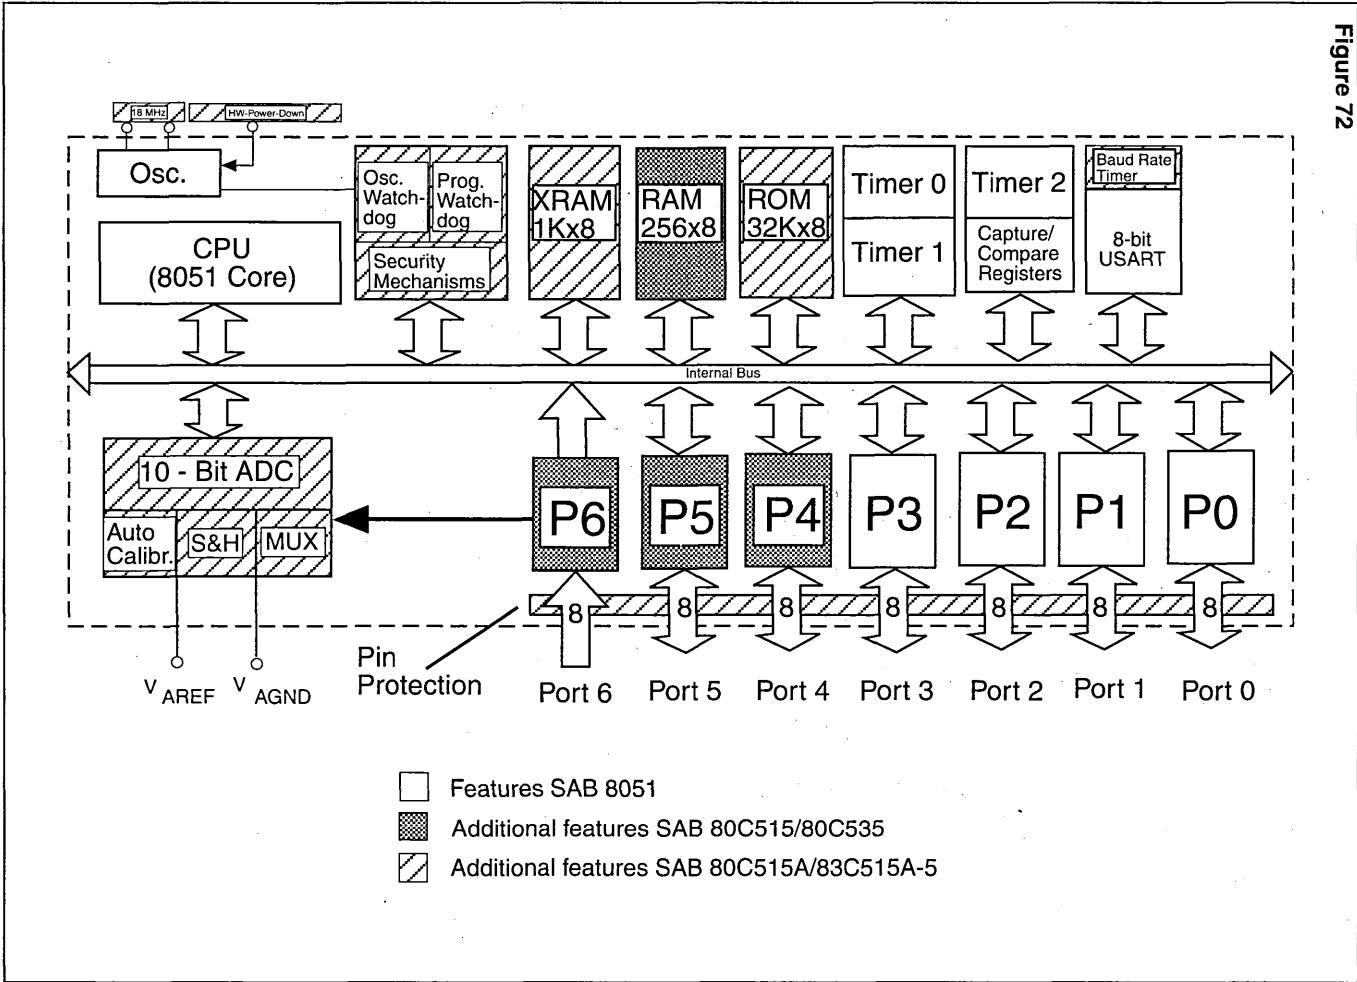 Figure 72
18 MHz
HW-Power-Down
Osc.
CPU
(8051 Core)
Osc.
Watch-
dog
Prog.
Watch-
dog
Security
Mechanisms
XRAM
1Kx8
RAM
256x8
ROM
32Kx8
Timer 0
Timer 1
Timer 2
Capture/
Compare
Registers
Baud Rate
Timer
8-bit
USART
Internal Bus
10 - Bit ADC
Auto
Calibr.
S&H
MUX
P6
P5
P4
P3
P2
P1
P0
8
8
8
8
8
8
8
V AREF
V AGND
Pin
Protection
Port 6
Port 5
Port 4
Port 3
Port 2
Port 1
Port 0
Features SAB 8051
Additional features SAB 80C515/80C535
Additional features SAB 80C515A/83C515A-5